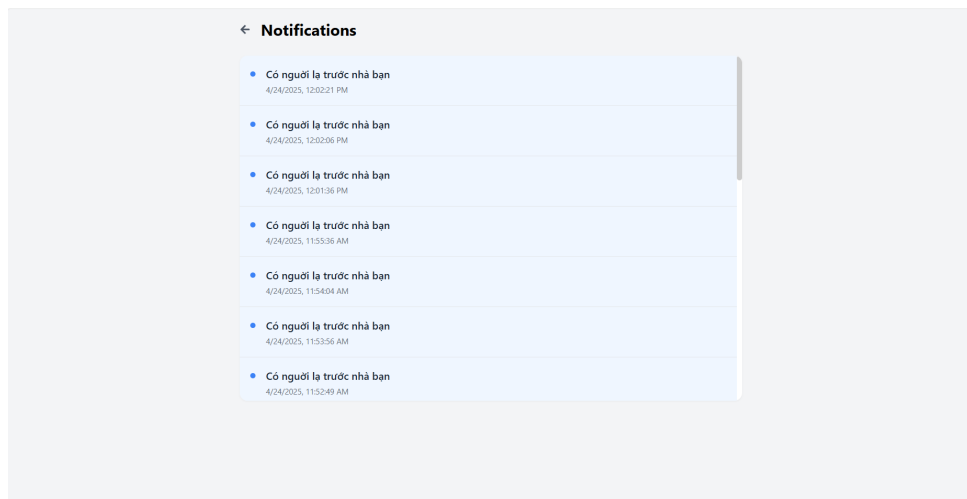 Notifications
Có người lạ trước nhà bạn
4/24/2025, 12:02:21 PM
Có người lạ trước nhà bạn
4/24/2025, 12:02:06 PM
Có người lạ trước nhà bạn
4/24/2025, 12:01:36 PM
Có người lạ trước nhà bạn
4/24/2025, 11:55:36 AM
Có người lạ trước nhà bạn
4/24/2025, 11:54:04 AM
Có người lạ trước nhà bạn
4/24/2025, 11:53:56 AM
Có người lạ trước nhà bạn
4/24/2025, 11:52:49 AM